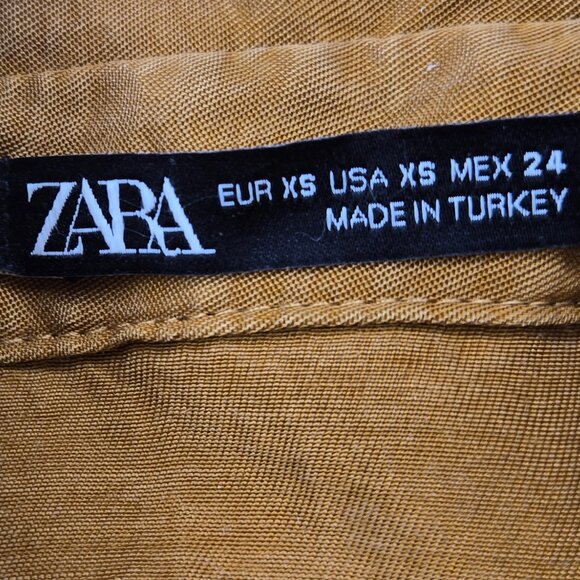 ZARA
EUR XS USA XS MEX 24
MADE IN TURKEY